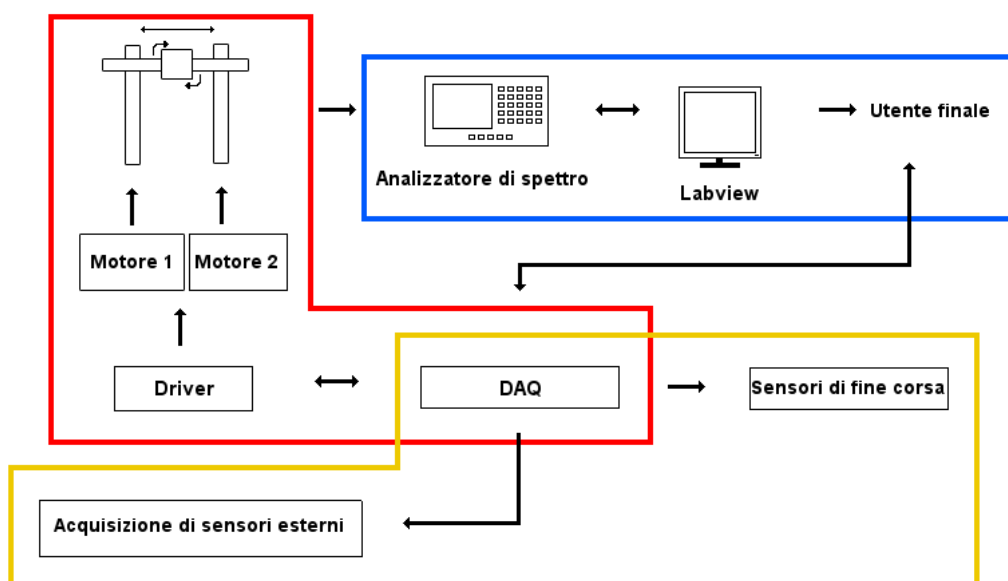 Utente finale
Analizzatore di spettro
Labview
Motore 1
Motore 2
Driver
DAQ
Sensori di fine corsa
Acquisizione di sensori esterni